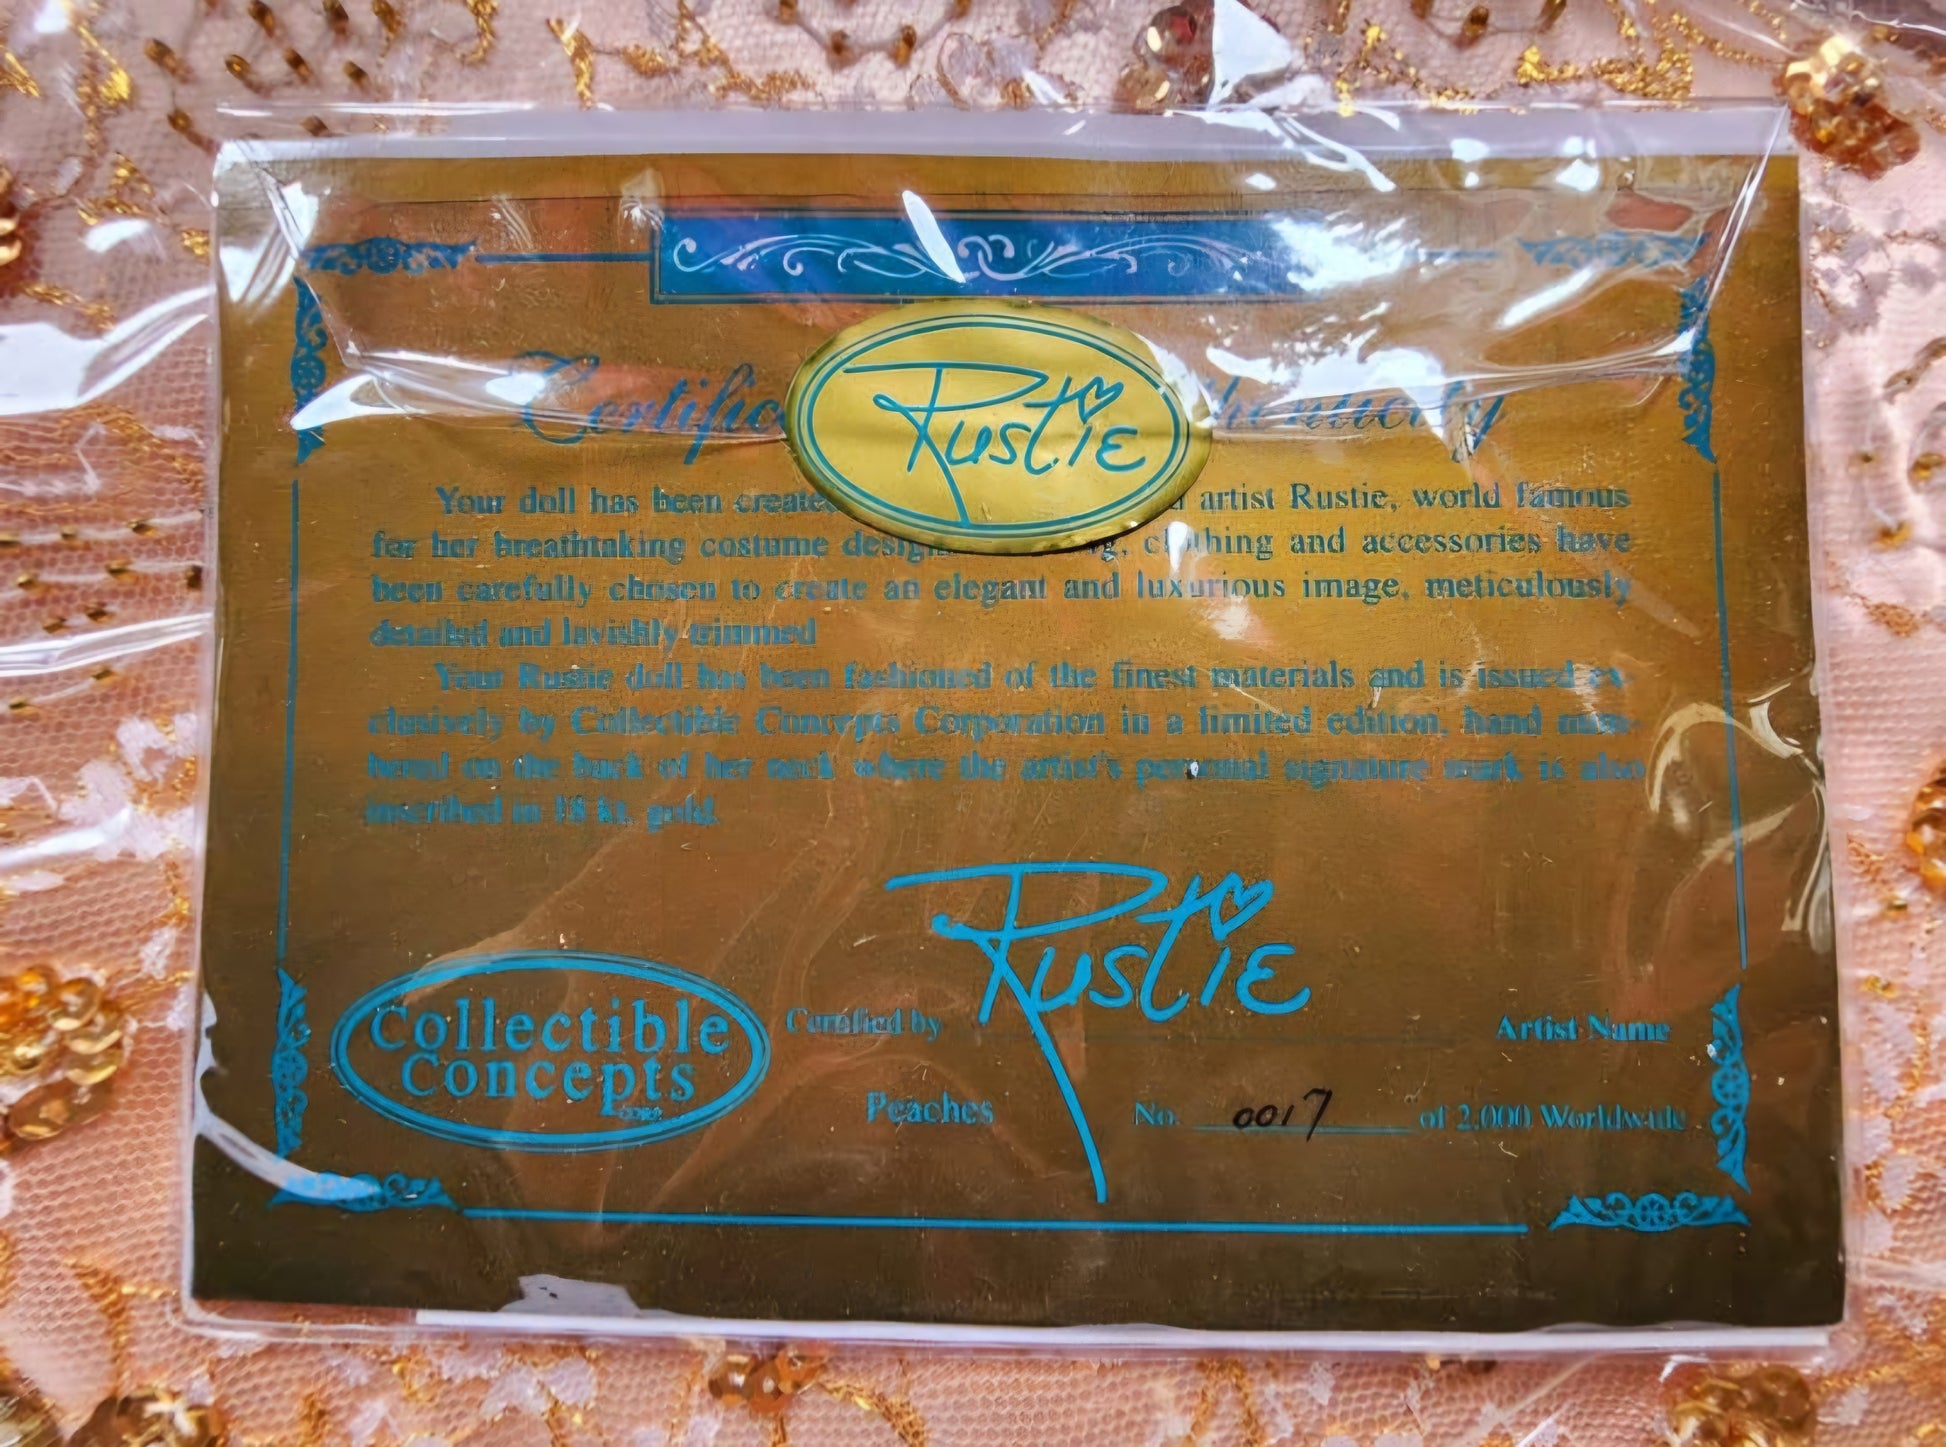 Certific thenticity
Rustie
Your doll has been create artist Rustie, world famous
for her breathtaking costume design clothing and accessories have
been carefully chosen to create an elegant and luxurious image, meticulously
detailed and lavishly trimmed
Your Rustie doll has been fashioned of the finest materials and is issued ex-
clusively by Collectible Concepts Corporation in a limited edition, hand num-
bered on the back of her neck where the artist's personal signature mark is also
inscribed in 18 kt. gold.
Rustie
Collectible
Concepts
CORP.
Certified by Artist Name
Peaches No. 0017 of 2,000 Worldwide